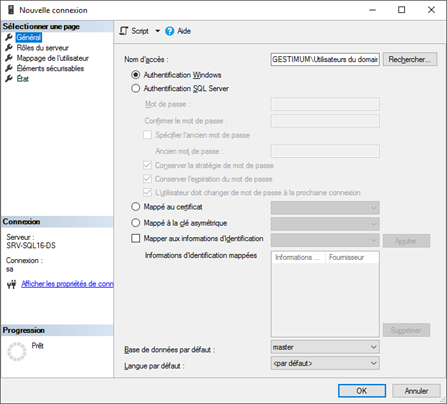 Nouvelle connexion
Sélectionner une page
Général
Rôles du serveur
Mappage de l'utilisateur
Éléments sécurisables
État
Script
Aide
Nom d'accès :
GESTIMUM\Utilisateurs du domain
Rechercher...
Authentification Windows
Authentification SQL Server
Mot de passe :
Confirmer le mot de passe :
Spécifier l'ancien mot de passe
Ancien mot de passe :
Conserver la stratégie de mot de passe
Conserver l'expiration du mot de passe
L'utilisateur doit changer de mot de passe à la prochaine connexion
Mappé au certificat
Mappé à la clé asymétrique
Mapper aux informations d'identification
Ajouter
Informations d'identification mappées
Informations ... Fournisseur
Supprimer
Base de données par défaut :
master
Langue par défaut :
<par défaut>
Connexion
Serveur :
SRV-SQL16-DS
Connexion :
sa
Afficher les propriétés de conn
Progression
Prêt
OK
Annuler